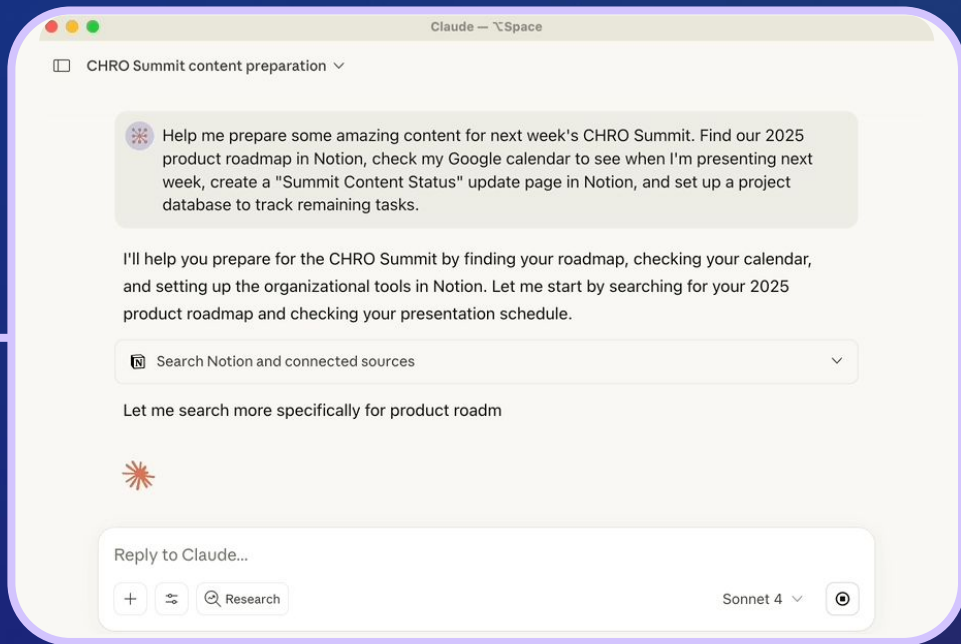 Claude — ⌥Space
CHRO Summit content preparation
Help me prepare some amazing content for next week's CHRO Summit. Find our 2025
product roadmap in Notion, check my Google calendar to see when I'm presenting next
week, create a "Summit Content Status" update page in Notion, and set up a project
database to track remaining tasks.
I'll help you prepare for the CHRO Summit by finding your roadmap, checking your calendar,
and setting up the organizational tools in Notion. Let me start by searching for your 2025
product roadmap and checking your presentation schedule.
N Search Notion and connected sources
Let me search more specifically for product roadm
Reply to Claude...
Research
Sonnet 4